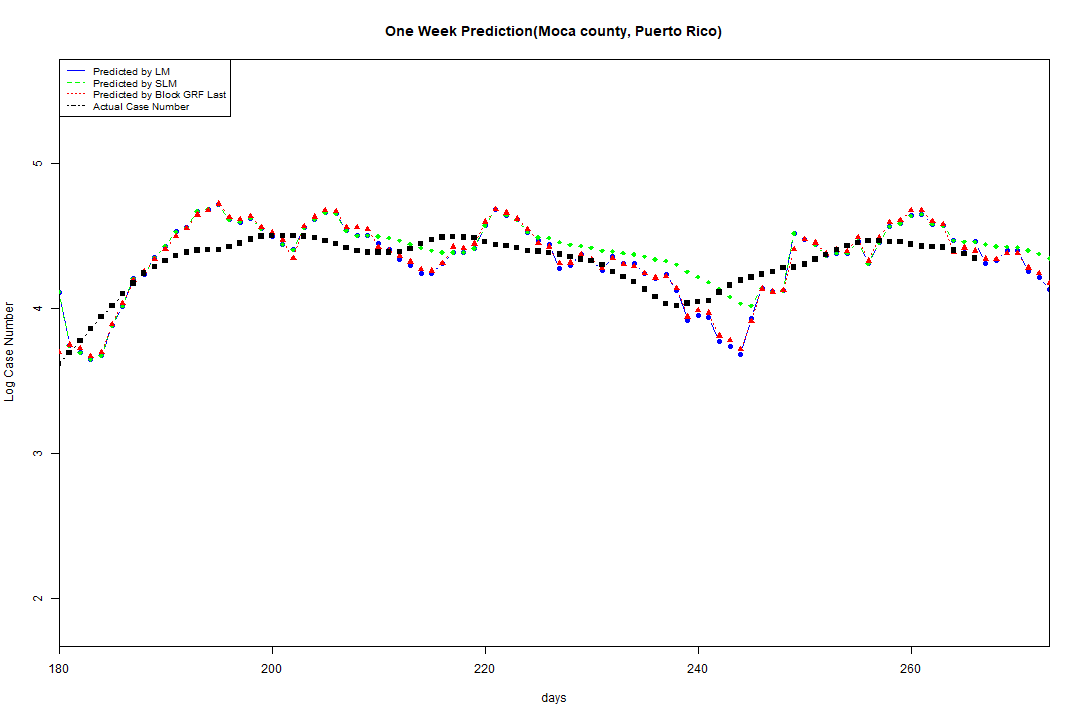 One Week Prediction(Moca county, Puerto Rico)
Predicted by LM
Predicted by SLM
Predicted by Block GRF Last
Actual Case Number
5
4
3
2
Log Case Number
180 200 220 240 260
days